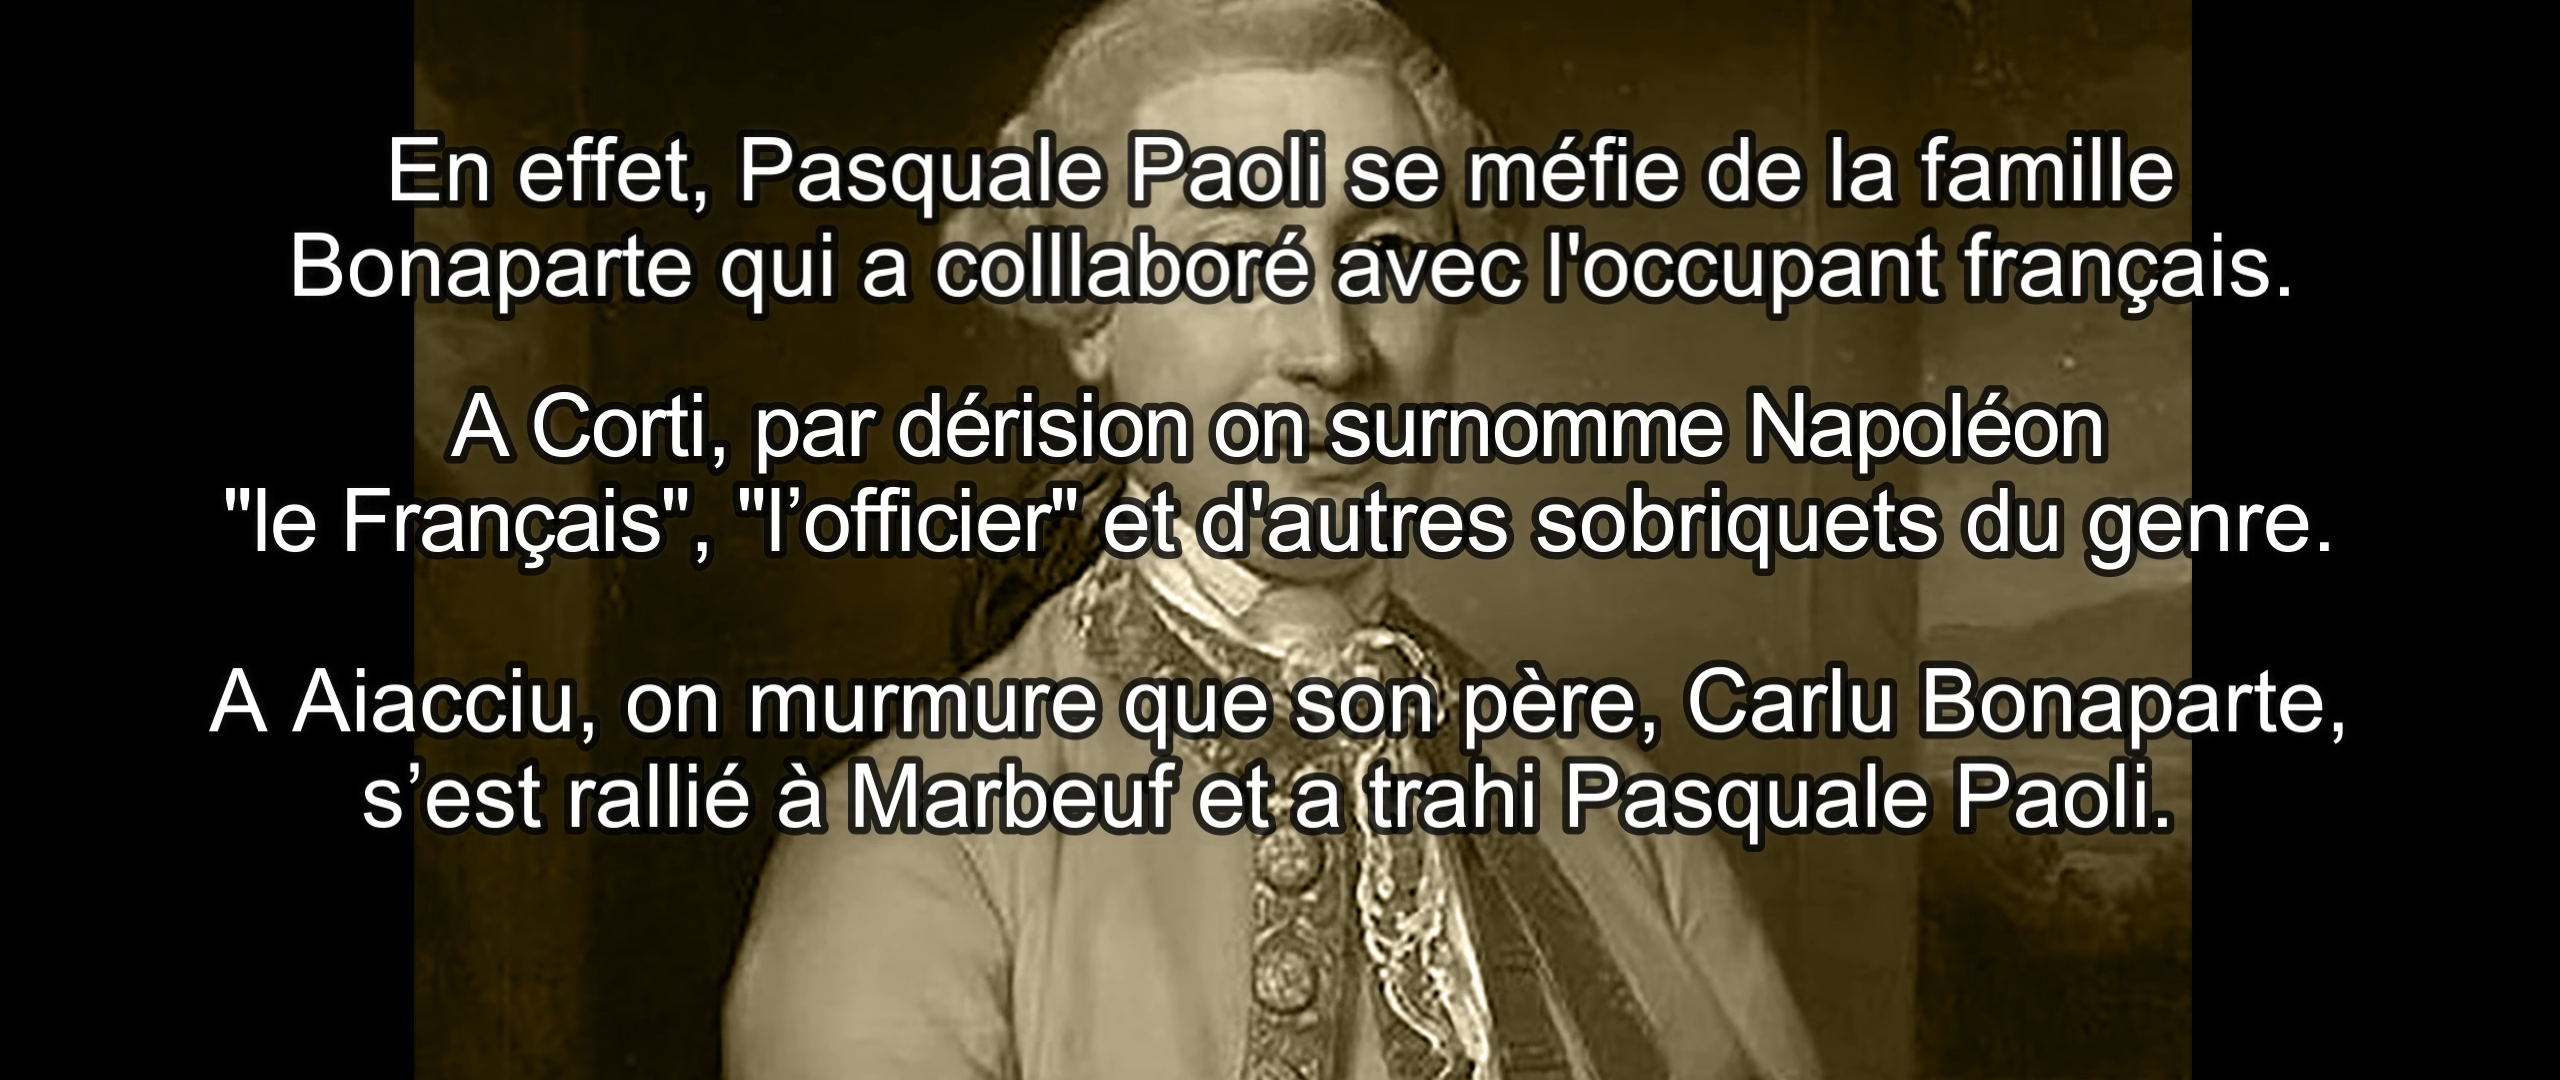 En effet, Pasquale Paoli se méfie de la famille
Bonaparte qui a colllaboré avec l'occupant français.
A Corti, par dérision on surnomme Napoléon
"le Français", "l’officier" et d'autres sobriquets du genre.
A Aiacciu, on murmure que son père, Carlu Bonaparte,
s’est rallié à Marbeuf et a trahi Pasquale Paoli.